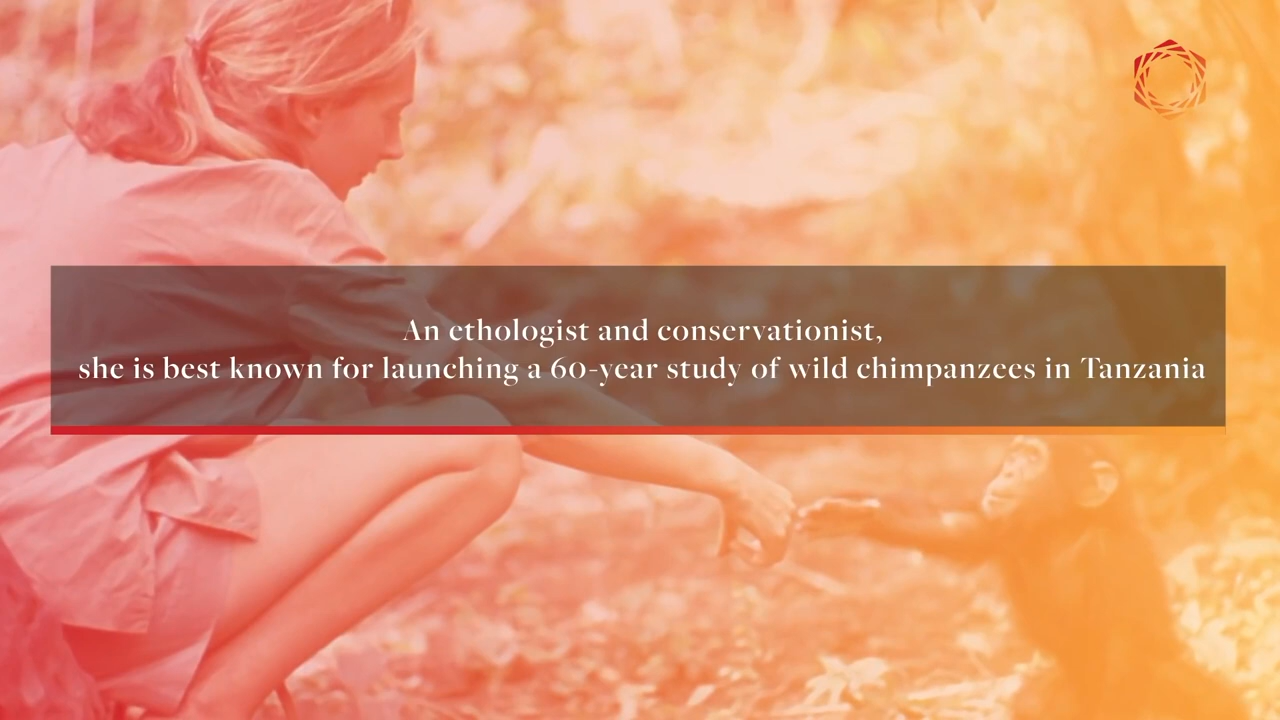 An ethologist and conservationist,
she is best known for launching a 60-year study of wild chimpanzees in Tanzania